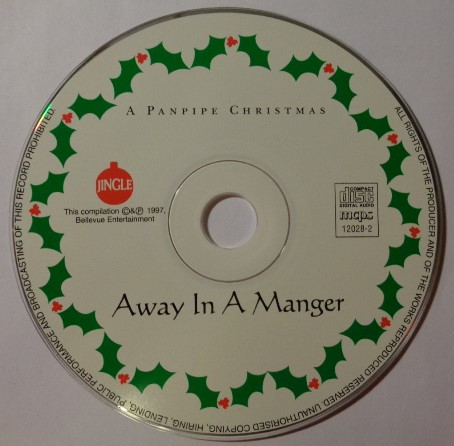 A PANPIPE CHRISTMAS
JINGLE
This compilation ©&℗ 1997,
Bellevue Entertainment
COMPACT
disc
DIGITAL AUDIO
mcps
12028-2
Away In A Manger
ALL RIGHTS OF THE PRODUCER AND OF THE WORKS REPRODUCED RESERVED. UNAUTHORISED COPYING, HIRING, LENDING, PUBLIC PERFORMANCE AND BROADCASTING OF THIS RECORD PROHIBITED.